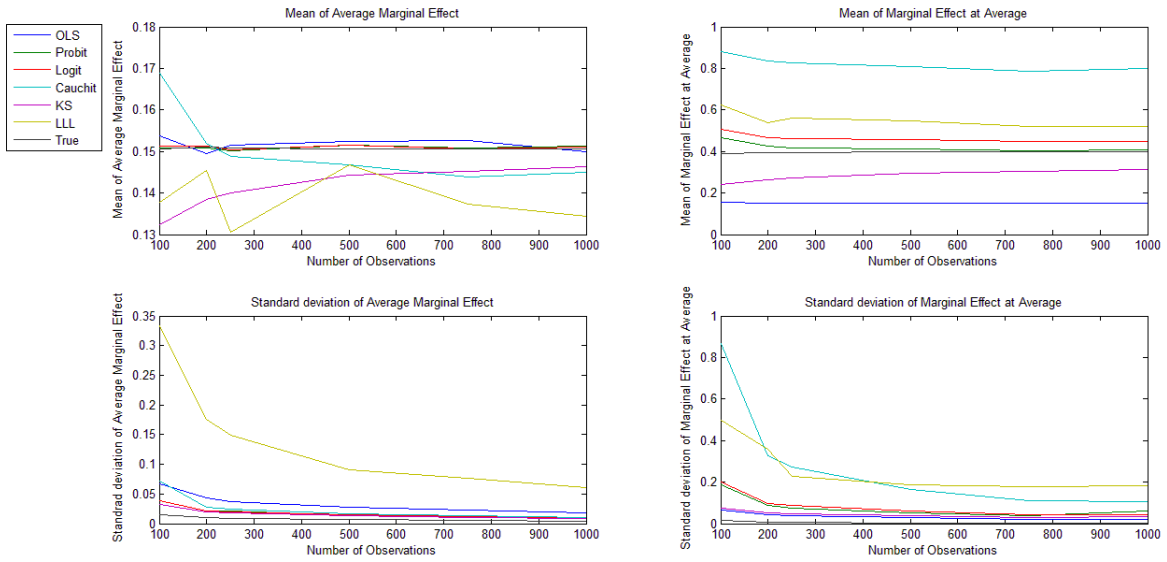 OLS
Probit
Logit
Cauchit
KS
LLL
True
Mean of Average Marginal Effect
Mean of Average Marginal Effect
0.18
0.17
0.16
0.15
0.14
0.13
100 200 300 400 500 600 700 800 900 1000
Number of Observations
Mean of Marginal Effect at Average
Mean of Marginal Effect at Average
1
0.8
0.6
0.4
0.2
0
100 200 300 400 500 600 700 800 900 1000
Number of Observations
Standard deviation of Average Marginal Effect
Standrad deviation of Average Marginal Effect
0.35
0.3
0.25
0.2
0.15
0.1
0.05
0
100 200 300 400 500 600 700 800 900 1000
Number of Observations
Standard deviation of Marginal Effect at Average
Standard deviation of Marginal Effect at Average
1
0.8
0.6
0.4
0.2
0
100 200 300 400 500 600 700 800 900 1000
Number of Observations